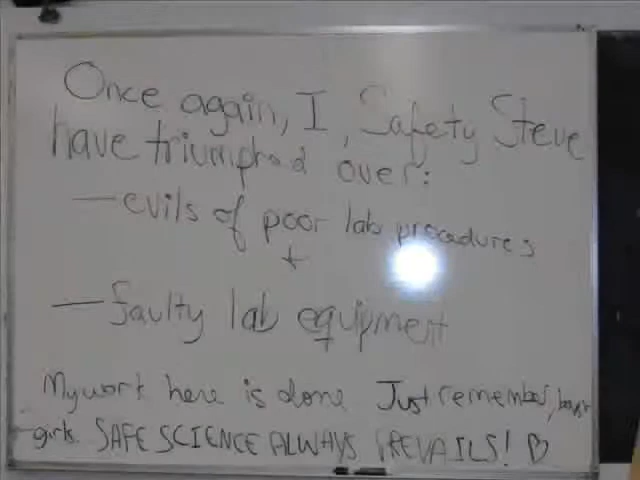 Once again, I, Safety Steve
have triumphed over:
— evils of poor lab procedures
+
— faulty lab equipment
My work here is done Just remember, boys +
girls. SAFE SCIENCE ALWAYS PREVAILS! ♡